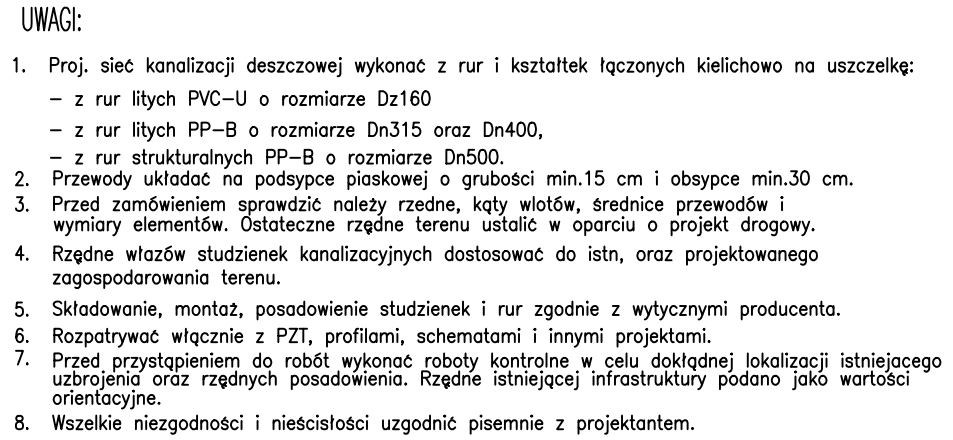 UWAGI:
1. Proj. sieć kanalizacji deszczowej wykonać z rur i kształtek łączonych kielichowo na uszczelkę:
– z rur litych PVC–U o rozmiarze Dz160
– z rur litych PP–B o rozmiarze Dn315 oraz Dn400,
– z rur strukturalnych PP–B o rozmiarze Dn500.
2. Przewody układać na podsypce piaskowej o grubości min.15 cm i obsypce min.30 cm.
3. Przed zamówieniem sprawdzić należy rzedne, kąty wlotów, średnice przewodów i
wymiary elementów. Ostateczne rzędne terenu ustalić w oparciu o projekt drogowy.
4. Rzędne włazów studzienek kanalizacyjnych dostosować do istn, oraz projektowanego
zagospodarowania terenu.
5. Składowanie, montaż, posadowienie studzienek i rur zgodnie z wytycznymi producenta.
6. Rozpatrywać włącznie z PZT, profilami, schematami i innymi projektami.
7. Przed przystąpieniem do robót wykonać roboty kontrolne w celu dokłądnej lokalizacji istniejacego
uzbrojenia oraz rzędnych posadowienia. Rzędne istniejącej infrastruktury podano jako wartości
orientacyjne.
8. Wszelkie niezgodności i nieścisłości uzgodnić pisemnie z projektantem.